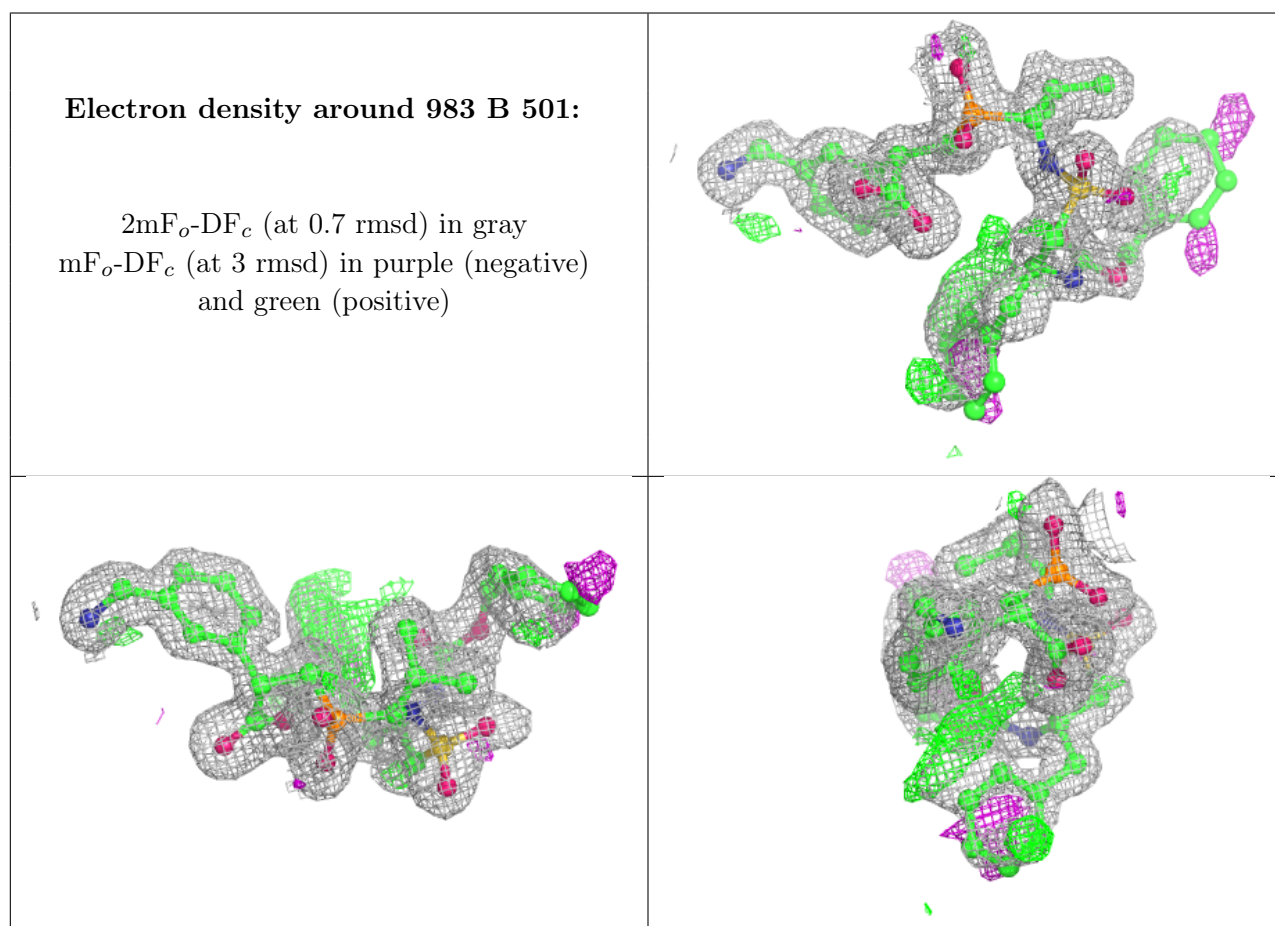 Electron density around 983 B 501:
2mFo-DFc (at 0.7 rmsd) in gray
mFo-DFc (at 3 rmsd) in purple (negative)
and green (positive)